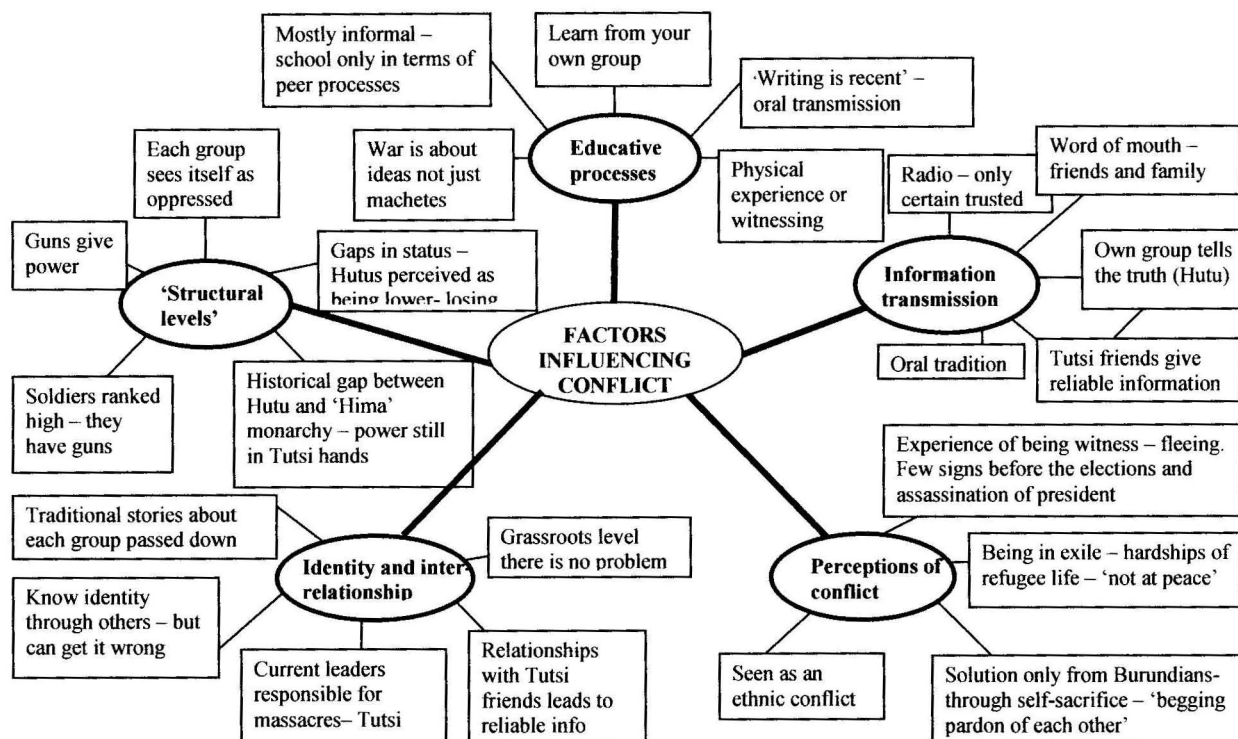 Mostly informal –
school only in terms of
peer processes
Learn from your
own group
'Writing is recent' –
oral transmission
War is about
ideas not just
machetes
Educative
processes
Physical
experience or
witnessing
Each group
sees itself as
oppressed
Guns give
power
Gaps in status –
Hutus perceived as
being lower- losing
'Structural
levels'
Soldiers ranked
high – they
have guns
Historical gap between
Hutu and 'Hima'
monarchy – power still
in Tutsi hands
Radio – only
certain trusted
Word of mouth –
friends and family
Own group tells
the truth (Hutu)
Information
transmission
Oral tradition
Tutsi friends give
reliable information
FACTORS
INFLUENCING
CONFLICT
Traditional stories about
each group passed down
Grassroots level
there is no problem
Identity and inter-
relationship
Know identity
through others – but
can get it wrong
Current leaders
responsible for
massacres– Tutsi
Relationships
with Tutsi
friends leads to
reliable info
Experience of being witness – fleeing.
Few signs before the elections and
assassination of president
Perceptions of
conflict
Being in exile – hardships of
refugee life – 'not at peace'
Seen as an
ethnic conflict
Solution only from Burundians-
through self-sacrifice – 'begging
pardon of each other'